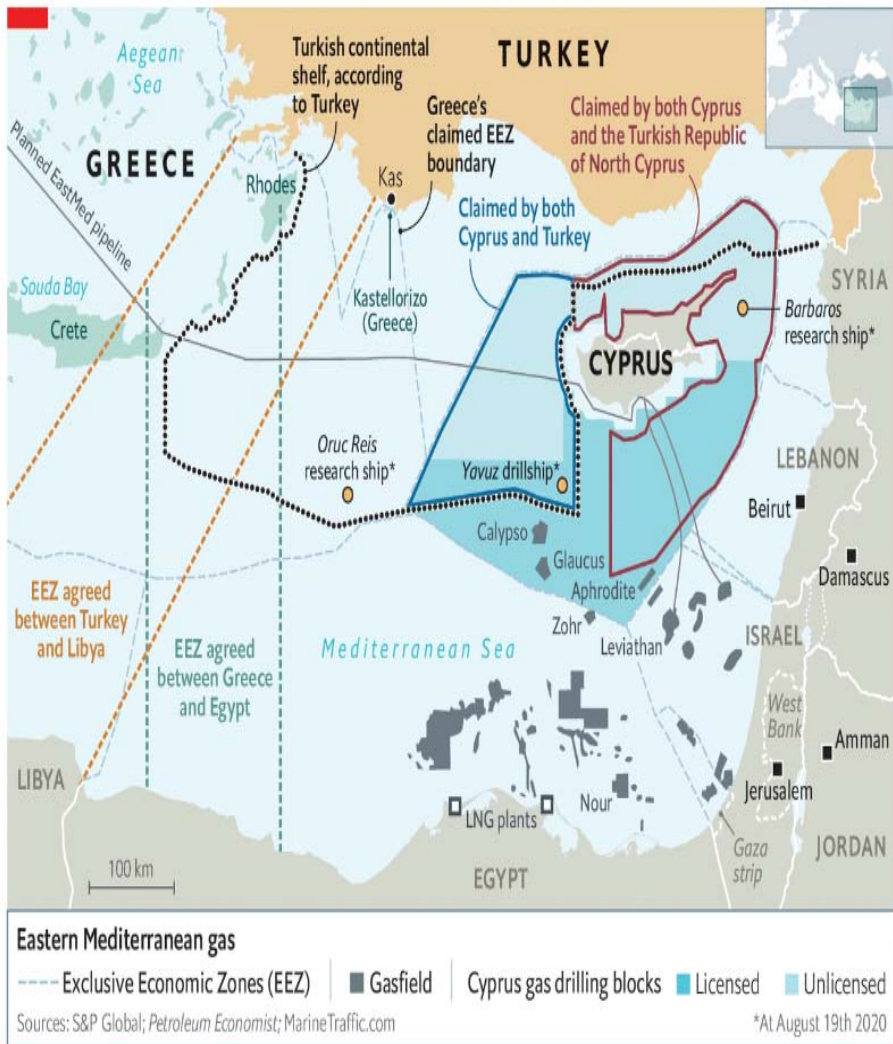 Aegean
Sea
Turkish continental
shelf, according
to Turkey
TURKEY
Greece's
claimed EEZ
boundary
Claimed by both Cyprus
and the Turkish Republic
of North Cyprus
GREECE
Planned EastMed pipeline
Rhodes
Kas
Claimed by both
Cyprus and Turkey
Souda Bay
Crete
Kastellorizo
(Greece)
SYRIA
Barbaros
research ship*
CYPRUS
Oruc Reis
research ship*
Yavuz drillship*
LEBANON
Beirut
Calypso
Glaucus
Aphrodite
Damascus
Zohr
Leviathan
ISRAEL
EEZ agreed
between Turkey
and Libya
EEZ agreed
between Greece
and Egypt
Mediterranean Sea
West
Bank
Amman
Jerusalem
LIBYA
LNG plants
Nour
Gaza
strip
JORDAN
100 km
EGYPT
Eastern Mediterranean gas
Exclusive Economic Zones (EEZ)
Gasfield
Cyprus gas drilling blocks
Licensed
Unlicensed
Sources: S&P Global; Petroleum Economist; MarineTraffic.com
*At August 19th 2020